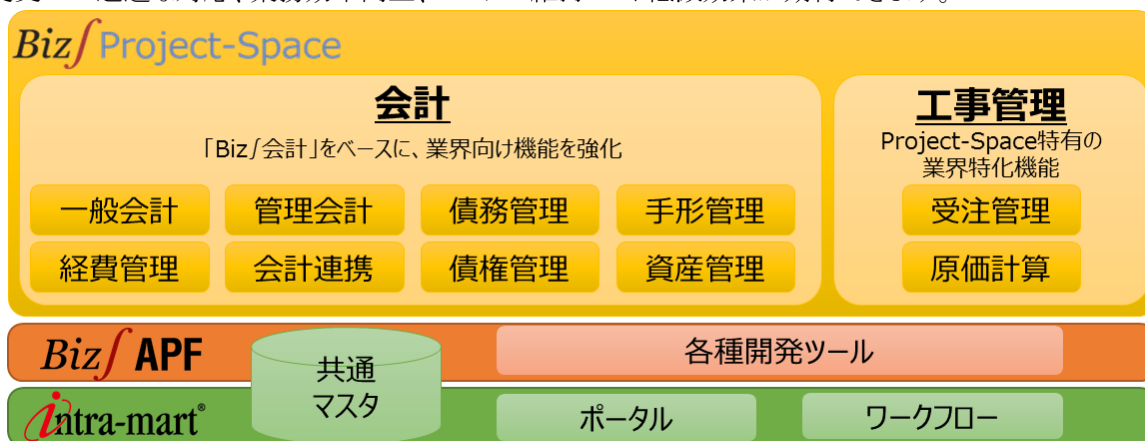 Biz∫Project-Space
会計
「Biz∫会計」をベースに、業界向け機能を強化
一般会計 管理会計 債務管理 手形管理
経費管理 会計連携 債権管理 資産管理
工事管理
Project-Space特有の
業界特化機能
受注管理
原価計算
Biz∫APF
共通
マスタ
各種開発ツール
intra-mart®
ポータル
ワークフロー